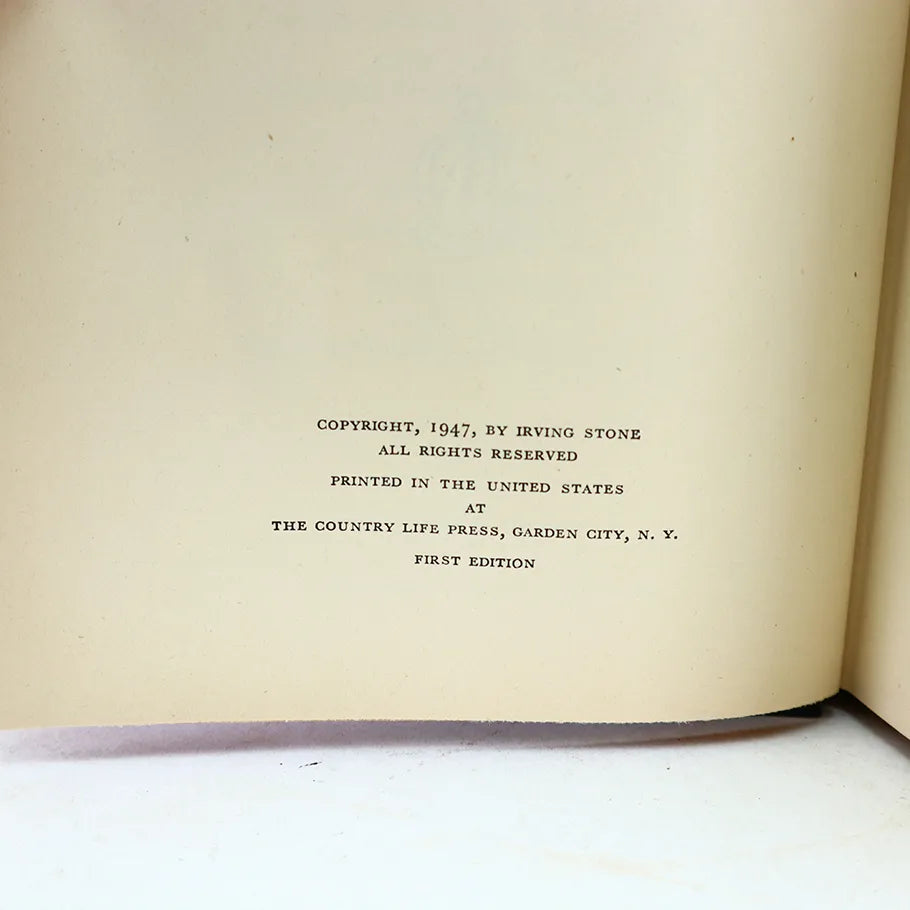 COPYRIGHT, 1947, BY IRVING STONE
ALL RIGHTS RESERVED
PRINTED IN THE UNITED STATES
AT
THE COUNTRY LIFE PRESS, GARDEN CITY, N. Y.
FIRST EDITION